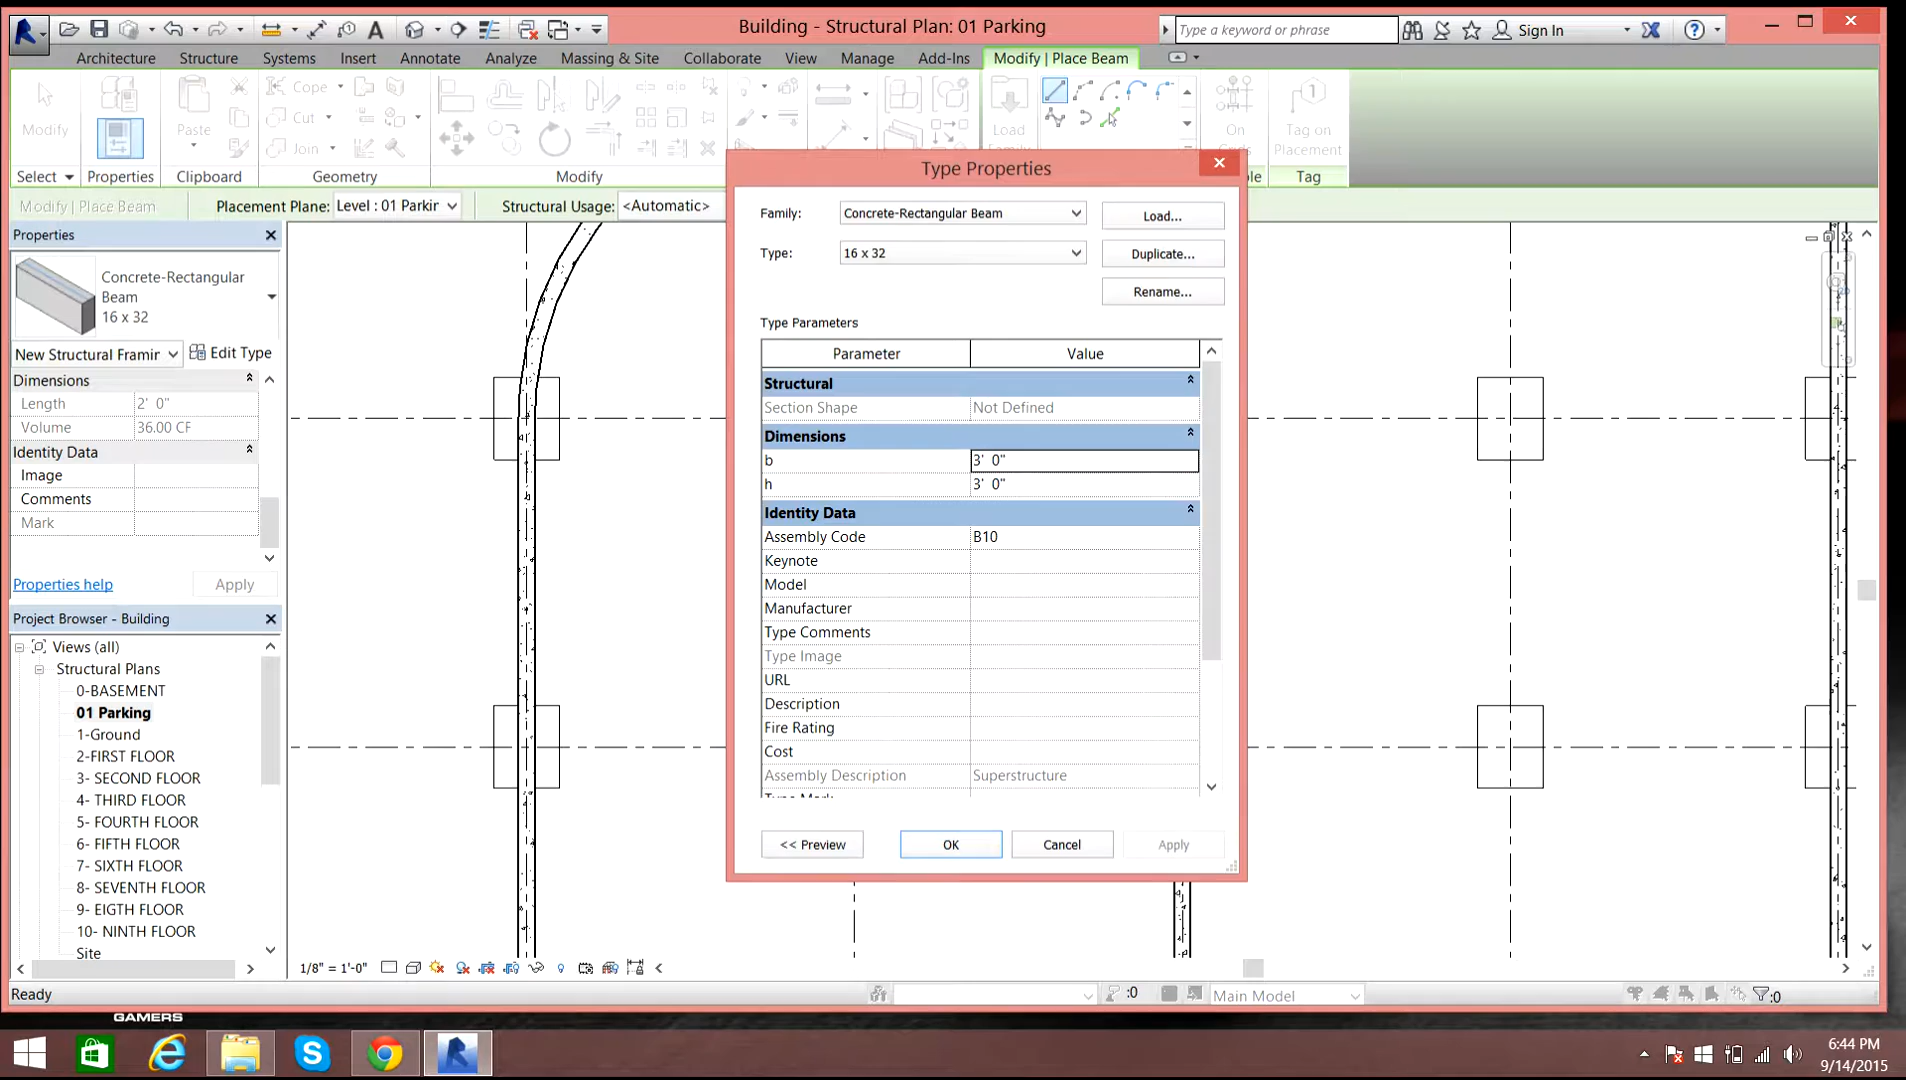 Building - Structural Plan: 01 Parking
Type a keyword or phrase
Sign In
Architecture Structure Systems Insert Annotate Analyze Massing & Site Collaborate View Manage Add-Ins Modify | Place Beam
Modify
Paste
Cope
Cut
Join
Load
On
Tag on
Placement
Select Properties Clipboard Geometry Modify Tag
Modify | Place Beam
Placement Plane: Level : 01 Parkir
Structural Usage: <Automatic>
Properties
Concrete-Rectangular
Beam
16 x 32
New Structural Framir
Edit Type
Dimensions
Length 2' 0"
Volume 36.00 CF
Identity Data
Image
Comments
Mark
Properties help
Apply
Project Browser - Building
Views (all)
Structural Plans
0-BASEMENT
01 Parking
1-Ground
2-FIRST FLOOR
3- SECOND FLOOR
4- THIRD FLOOR
5- FOURTH FLOOR
6- FIFTH FLOOR
7- SIXTH FLOOR
8- SEVENTH FLOOR
9- EIGTH FLOOR
10- NINTH FLOOR
Site
Type Properties
Family: Concrete-Rectangular Beam Load...
Type: 16 x 32 Duplicate...
Rename...
Type Parameters
Parameter Value
Structural
Section Shape Not Defined
Dimensions
b 3' 0"
h 3' 0"
Identity Data
Assembly Code B10
Keynote
Model
Manufacturer
Type Comments
Type Image
URL
Description
Fire Rating
Cost
Assembly Description Superstructure
Type Mark
<< Preview OK Cancel Apply
1/8" = 1'-0"
Ready
:0
Main Model
:0
GAMERS
6:44 PM
9/14/2015